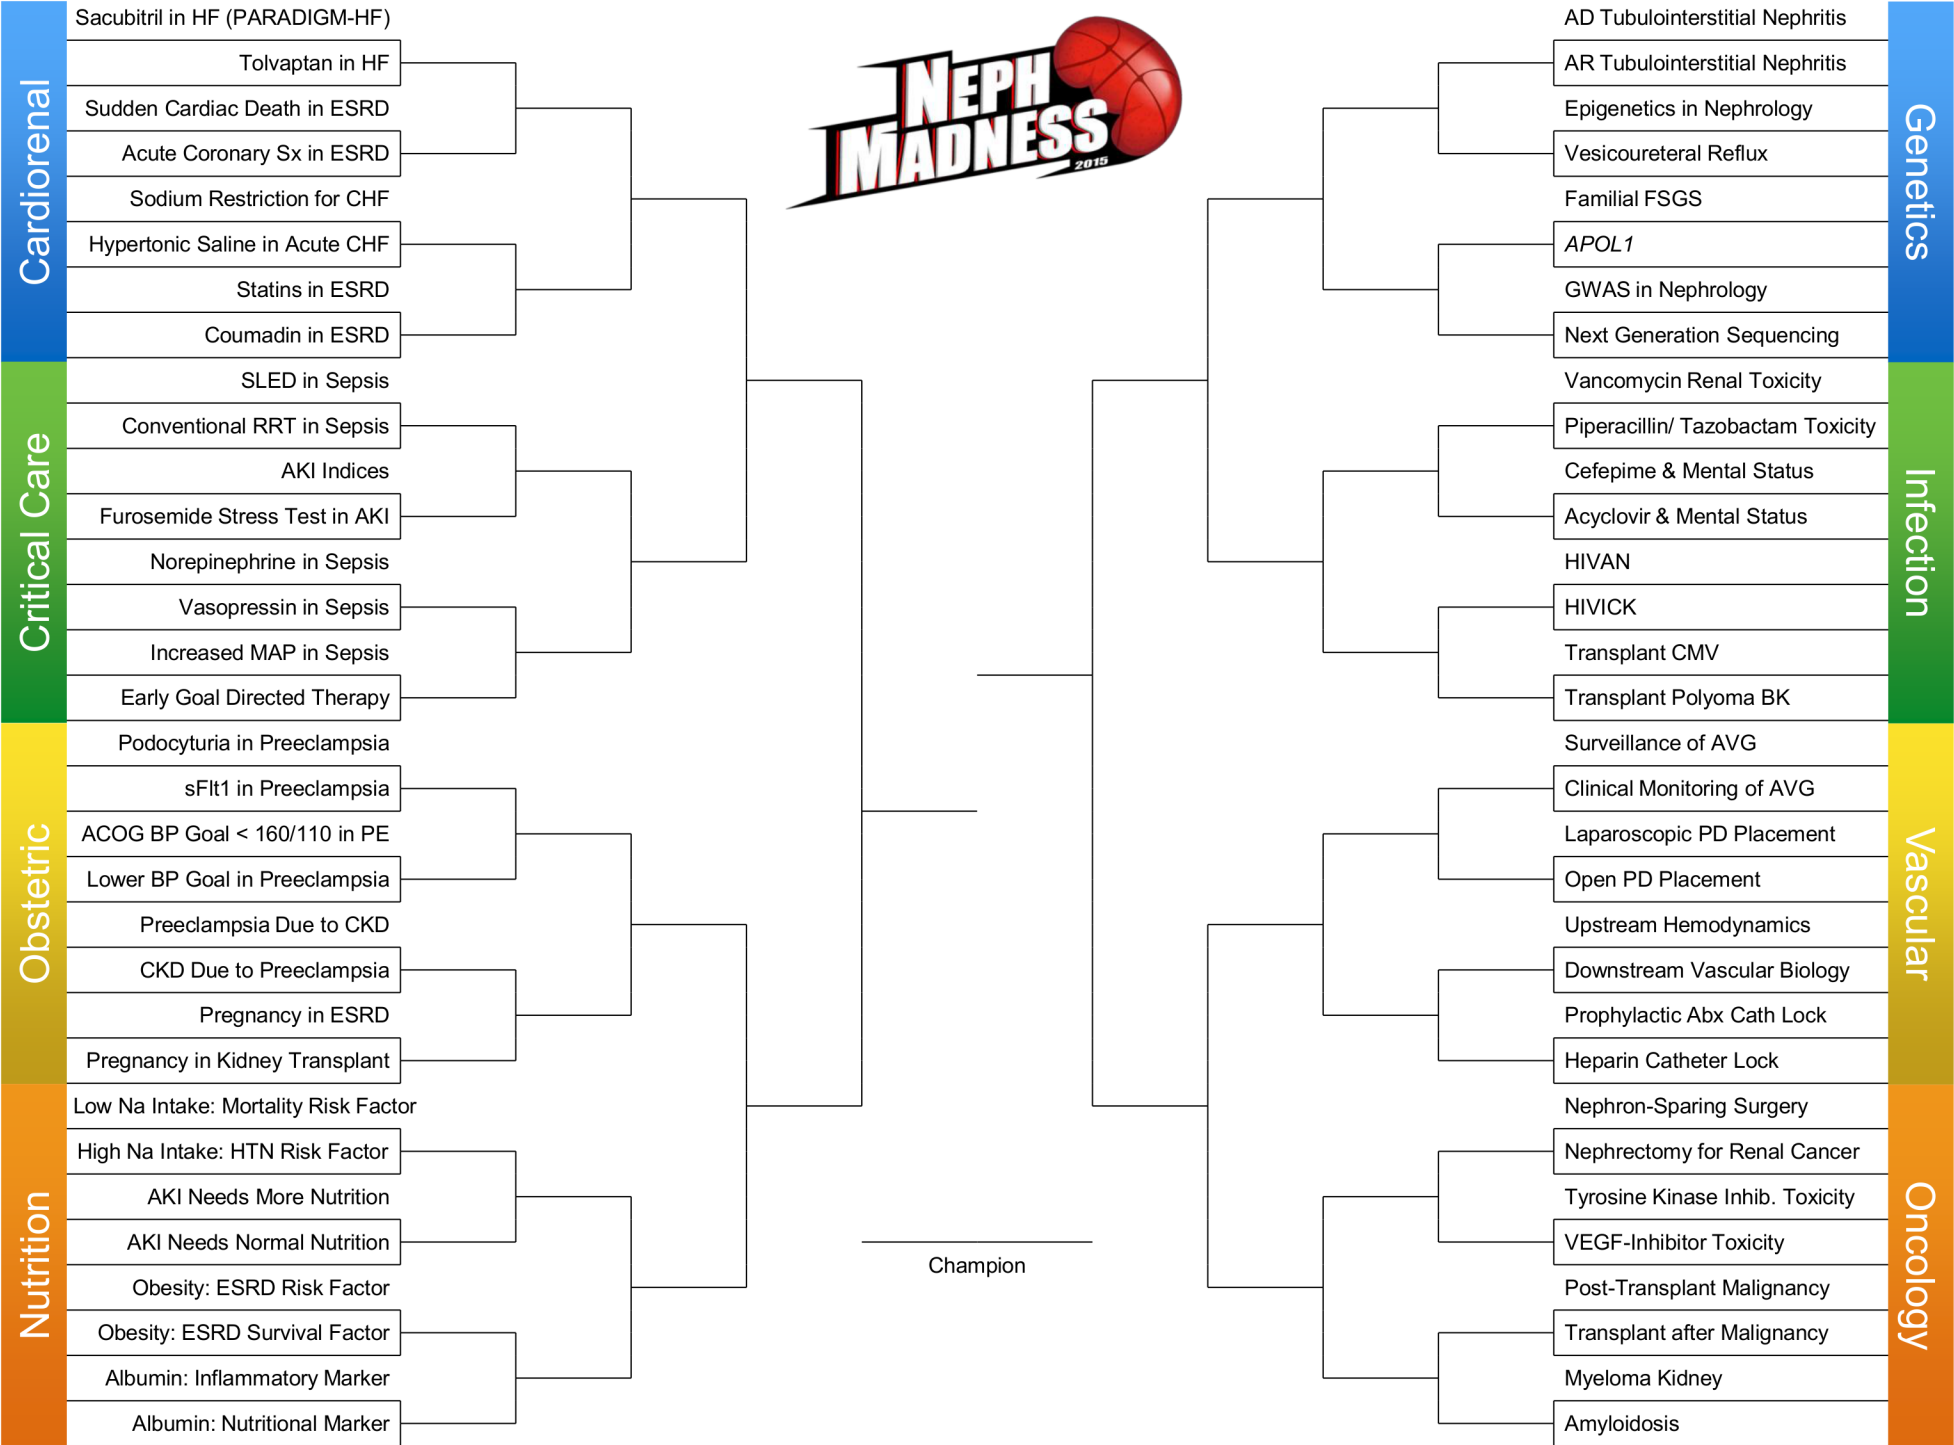 NEPH
MADNESS
2015
Cardiorenal
Sacubitril in HF (PARADIGM-HF)
Tolvaptan in HF
Sudden Cardiac Death in ESRD
Acute Coronary Sx in ESRD
Sodium Restriction for CHF
Hypertonic Saline in Acute CHF
Statins in ESRD
Coumadin in ESRD
Critical Care
SLED in Sepsis
Conventional RRT in Sepsis
AKI Indices
Furosemide Stress Test in AKI
Norepinephrine in Sepsis
Vasopressin in Sepsis
Increased MAP in Sepsis
Early Goal Directed Therapy
Obstetric
Podocyturia in Preeclampsia
sFlt1 in Preeclampsia
ACOG BP Goal < 160/110 in PE
Lower BP Goal in Preeclampsia
Preeclampsia Due to CKD
CKD Due to Preeclampsia
Pregnancy in ESRD
Pregnancy in Kidney Transplant
Nutrition
Low Na Intake: Mortality Risk Factor
High Na Intake: HTN Risk Factor
AKI Needs More Nutrition
AKI Needs Normal Nutrition
Obesity: ESRD Risk Factor
Obesity: ESRD Survival Factor
Albumin: Inflammatory Marker
Albumin: Nutritional Marker
Champion
Genetics
AD Tubulointerstitial Nephritis
AR Tubulointerstitial Nephritis
Epigenetics in Nephrology
Vesicoureteral Reflux
Familial FSGS
APOL1
GWAS in Nephrology
Next Generation Sequencing
Infection
Vancomycin Renal Toxicity
Piperacillin/ Tazobactam Toxicity
Cefepime & Mental Status
Acyclovir & Mental Status
HIVAN
HIVICK
Transplant CMV
Transplant Polyoma BK
Vascular
Surveillance of AVG
Clinical Monitoring of AVG
Laparoscopic PD Placement
Open PD Placement
Upstream Hemodynamics
Downstream Vascular Biology
Prophylactic Abx Cath Lock
Heparin Catheter Lock
Oncology
Nephron-Sparing Surgery
Nephrectomy for Renal Cancer
Tyrosine Kinase Inhib. Toxicity
VEGF-Inhibitor Toxicity
Post-Transplant Malignancy
Transplant after Malignancy
Myeloma Kidney
Amyloidosis